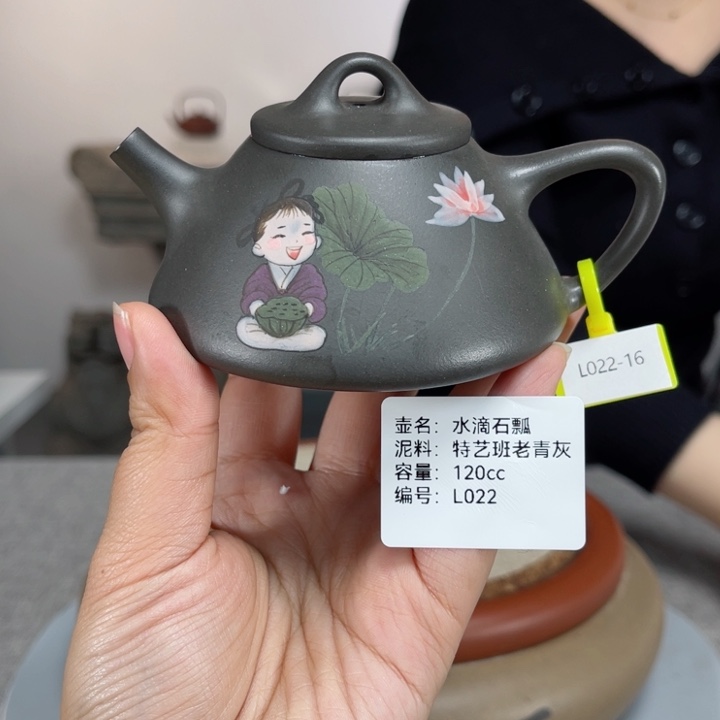 L022-16
壶名：水滴石瓢
泥料：特艺班老青灰
容量：120cc
编号：L022